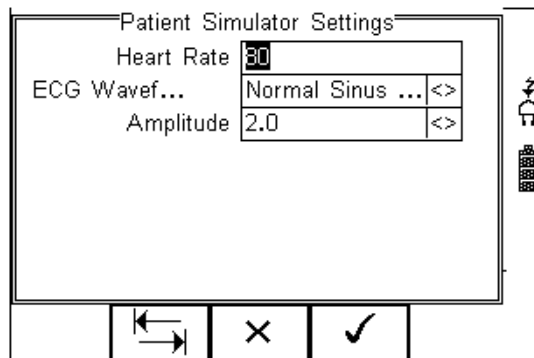 Patient Simulator Settings
Heart Rate 80
ECG Wavef... Normal Sinus ... <>
Amplitude 2.0 <>